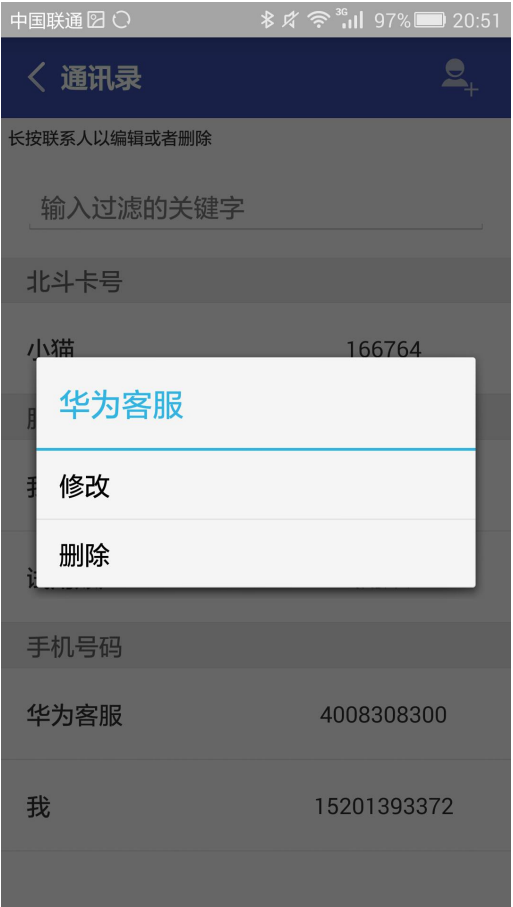 中国联通 3G 97% 20:51
通讯录
长按联系人以编辑或者删除
输入过滤的关键字
北斗卡号
小猫 166764
华为客服
修改
删除
手机号码
华为客服 4008308300
我 15201393372